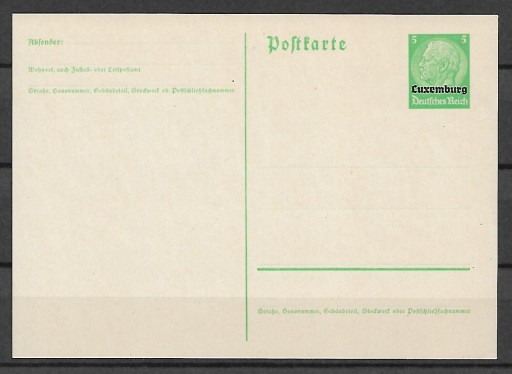 Absender:
Wohnort, auch Zustell- oder Leitpostamt
Straße, Hausnummer, Gebäudeteil, Stockwerk od. Postschließfachnummer
Postkarte
5 5
Luxemburg
Deutsches Reich
Straße, Hausnummer, Gebäudeteil, Stockwerk oder Postschließfachnummer